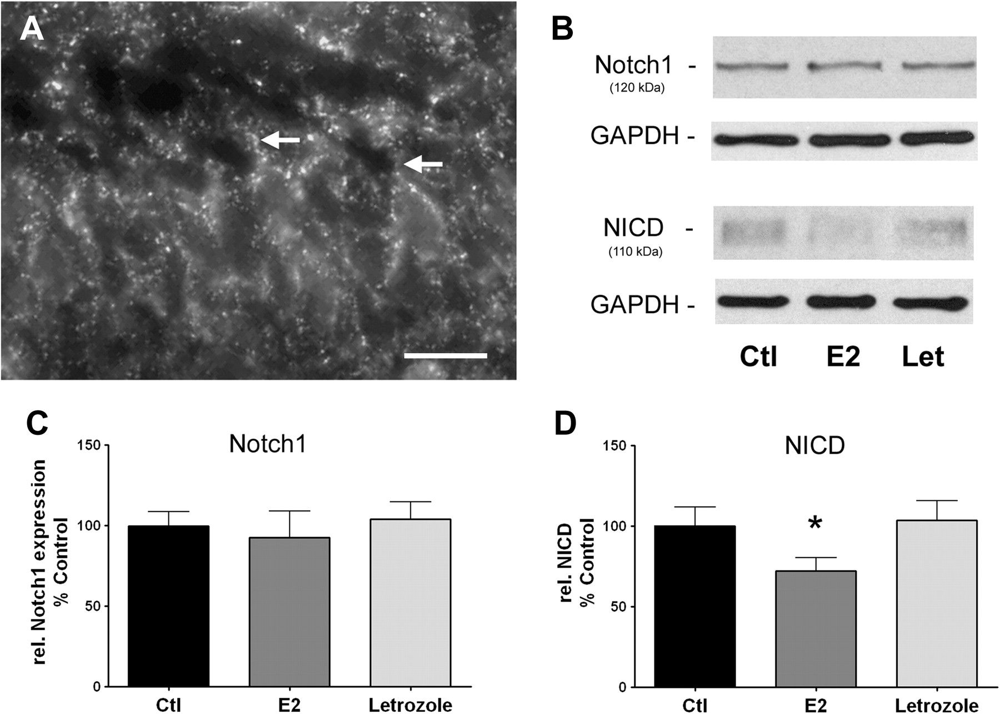 A
B
Notch1 -
(120 kDa)
GAPDH -
NICD -
(110 kDa)
GAPDH -
Ctl E2 Let
C
Notch1
rel. Notch1 expression
% Control
150
100
50
0
Ctl E2 Letrozole
D
NICD
rel. NICD
% Control
150
100
50
0
*
Ctl E2 Letrozole